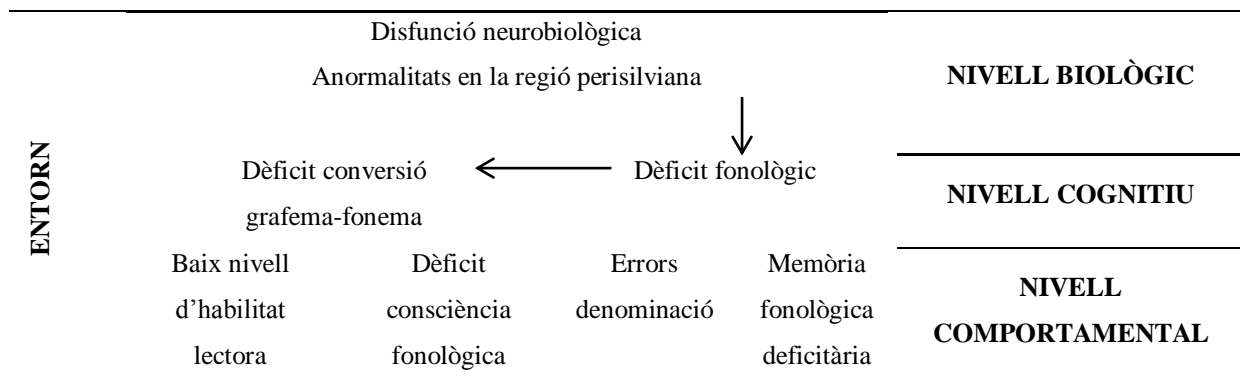 ENTORN
Disfunció neurobiològica
Anormalitats en la regió perisilviana
NIVELL BIOLÒGIC
Dèficit conversió
grafema-fonema
Dèficit fonològic
NIVELL COGNITIU
Baix nivell
d’habilitat
lectora
Dèficit
consciència
fonològica
Errors
denominació
Memòria
fonològica
deficitària
NIVELL
COMPORTAMENTAL